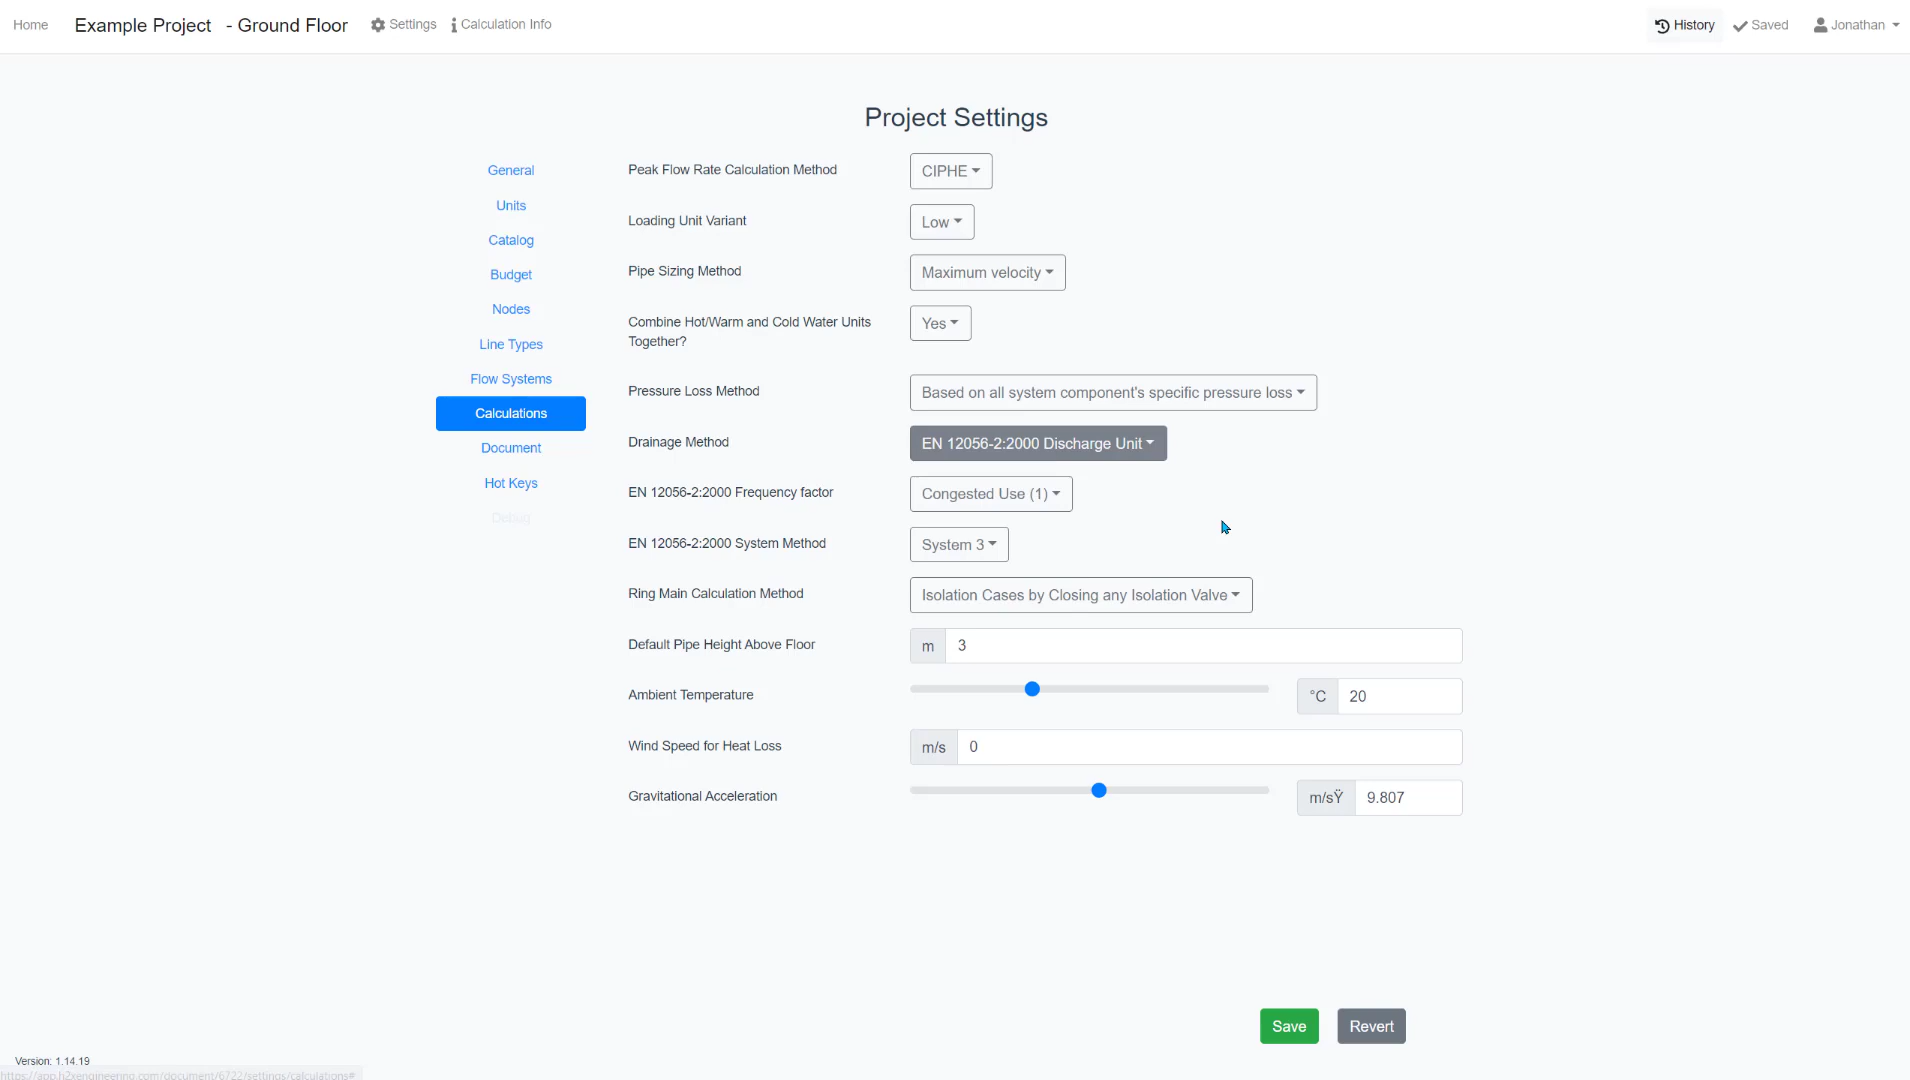 Home Example Project - Ground Floor Settings Calculation Info History Saved Jonathan
Project Settings
General
Units
Catalog
Budget
Nodes
Line Types
Flow Systems
Calculations
Document
Hot Keys
Debug
Peak Flow Rate Calculation Method CIPHE
Loading Unit Variant Low
Pipe Sizing Method Maximum velocity
Combine Hot/Warm and Cold Water Units
Together? Yes
Pressure Loss Method Based on all system component's specific pressure loss
Drainage Method EN 12056-2:2000 Discharge Unit
EN 12056-2:2000 Frequency factor Congested Use (1)
EN 12056-2:2000 System Method System 3
Ring Main Calculation Method Isolation Cases by Closing any Isolation Valve
Default Pipe Height Above Floor m 3
Ambient Temperature °C 20
Wind Speed for Heat Loss m/s 0
Gravitational Acceleration m/sŸ 9.807
Save Revert
Version: 1.14.19
https://app.h2xengineering.com/document/6722/settings/calculations#